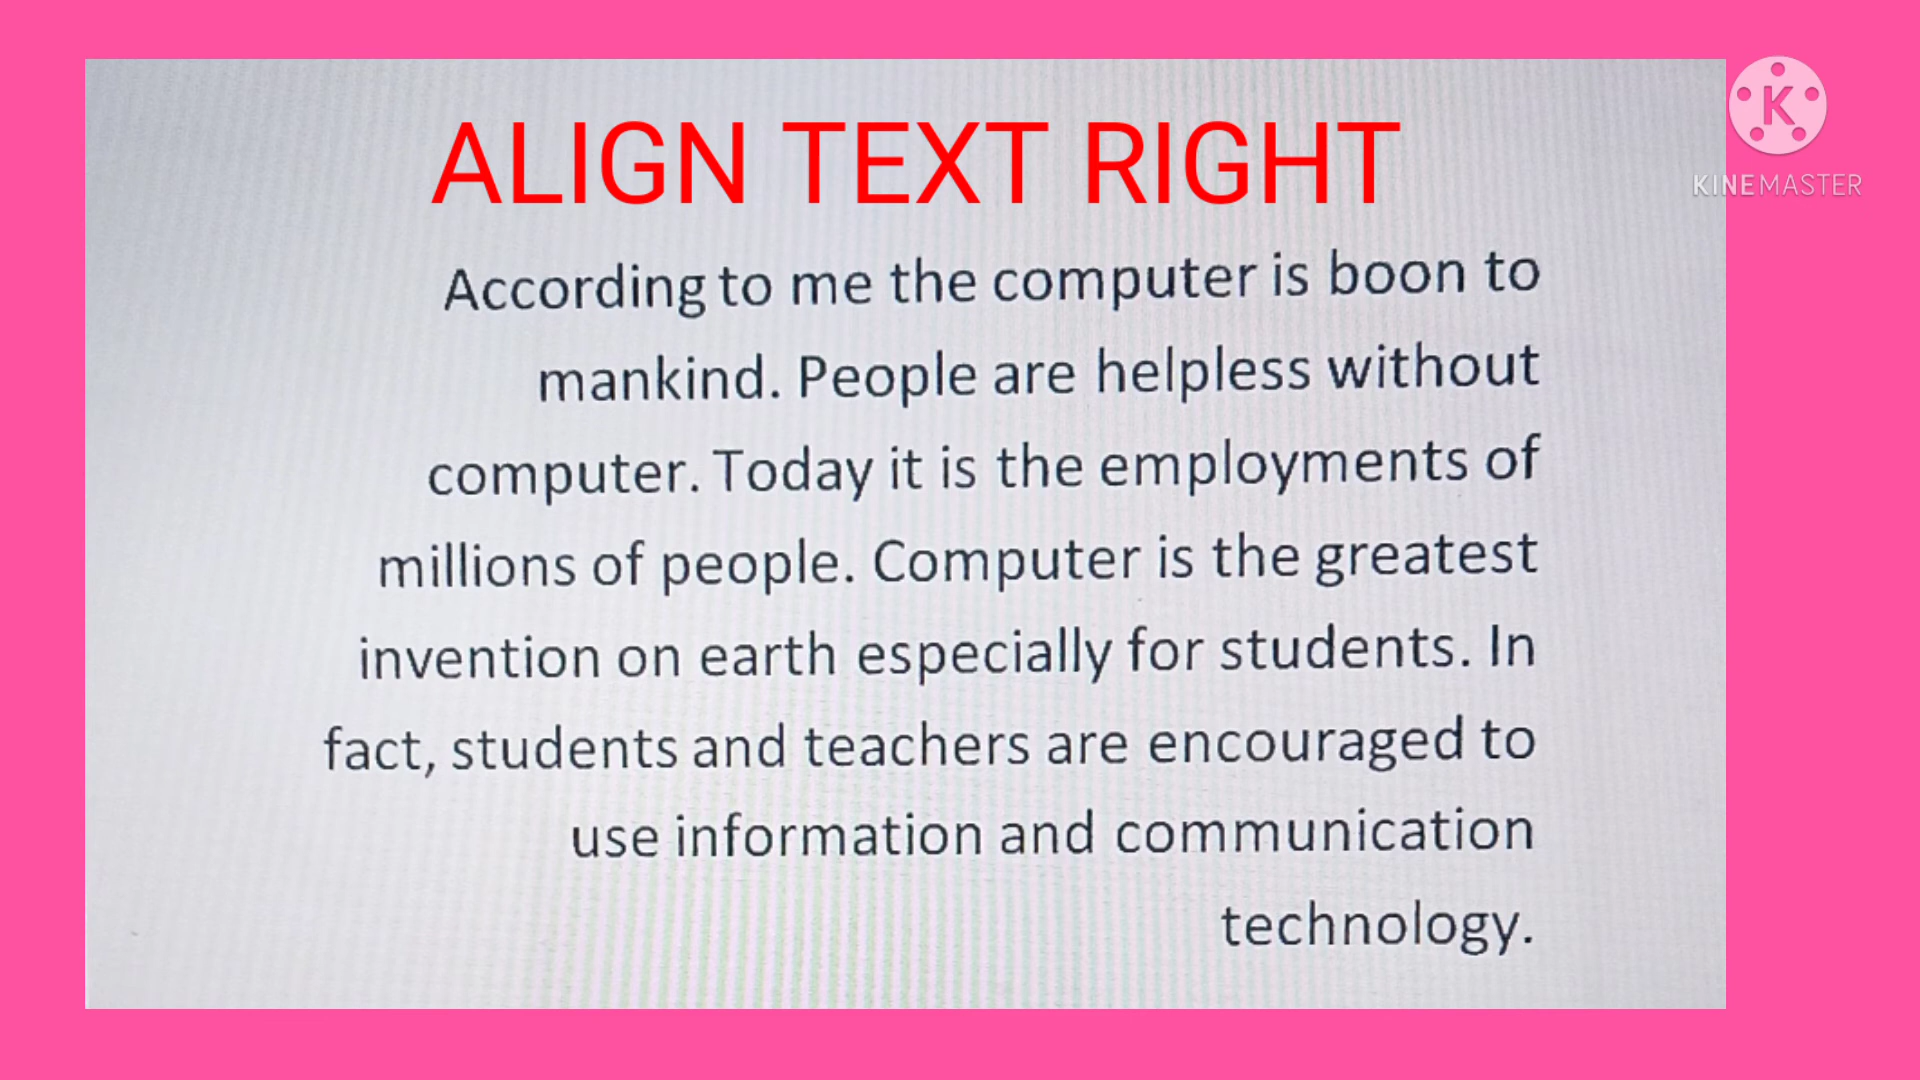 ALIGN TEXT RIGHT
K
KINEMASTER
According to me the computer is boon to
mankind. People are helpless without
computer. Today it is the employments of
millions of people. Computer is the greatest
invention on earth especially for students. In
fact, students and teachers are encouraged to
use information and communication
technology.